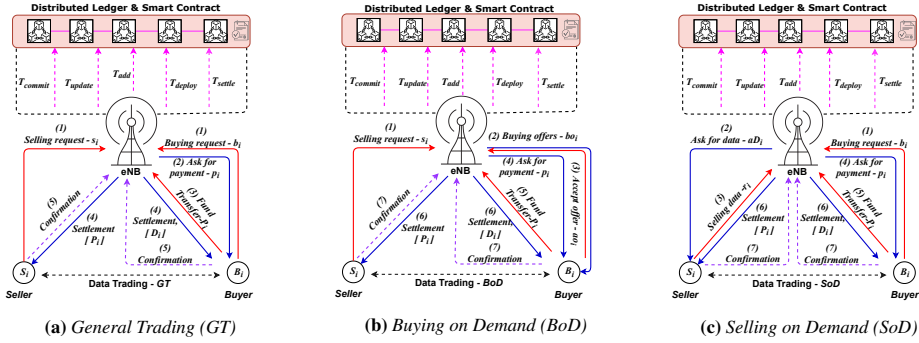 Distributed Ledger & Smart Contract
T_commit
T_update
T_add
T_deploy
T_settle
(1)
Selling request - s_i
(1)
Buying request - b_i
(2) Ask for
payment - p_i
eNB
(5)
Confirmation
(4)
Settlement
[ P_i ]
(4)
Settlement,
[ D_i ]
(3) Fund
Transfer-P_i
(5)
Confirmation
S_i
B_i
Seller
Data Trading - GT
Buyer
(a) General Trading (GT)
Distributed Ledger & Smart Contract
T_commit
T_update
T_add
T_deploy
T_settle
(1)
Selling request - s_i
(2) Buying offers - bo_i
(4) Ask for
payment - p_i
(3) Accept
offer - ao_i
eNB
(7)
Confirmation
(6)
Settlement
[ P_i ]
(6)
Settlement,
[ D_i ]
(5) Fund
Transfer-P_i
(7)
Confirmation
S_i
B_i
Seller
Data Trading - BoD
Buyer
(b) Buying on Demand (BoD)
Distributed Ledger & Smart Contract
T_commit
T_update
T_add
T_deploy
T_settle
(2)
Ask for data - aD_i
(1)
Buying request - b_i
(4) Ask for
payment - p_i
eNB
(3)
Selling data -r_i
(6)
Settlement
[ P_i ]
(7)
Confirmation
(6)
Settlement,
[ D_i ]
(5) Fund
Transfer-P_i
(7)
Confirmation
S_i
B_i
Seller
Data Trading - SoD
Buyer
(c) Selling on Demand (SoD)